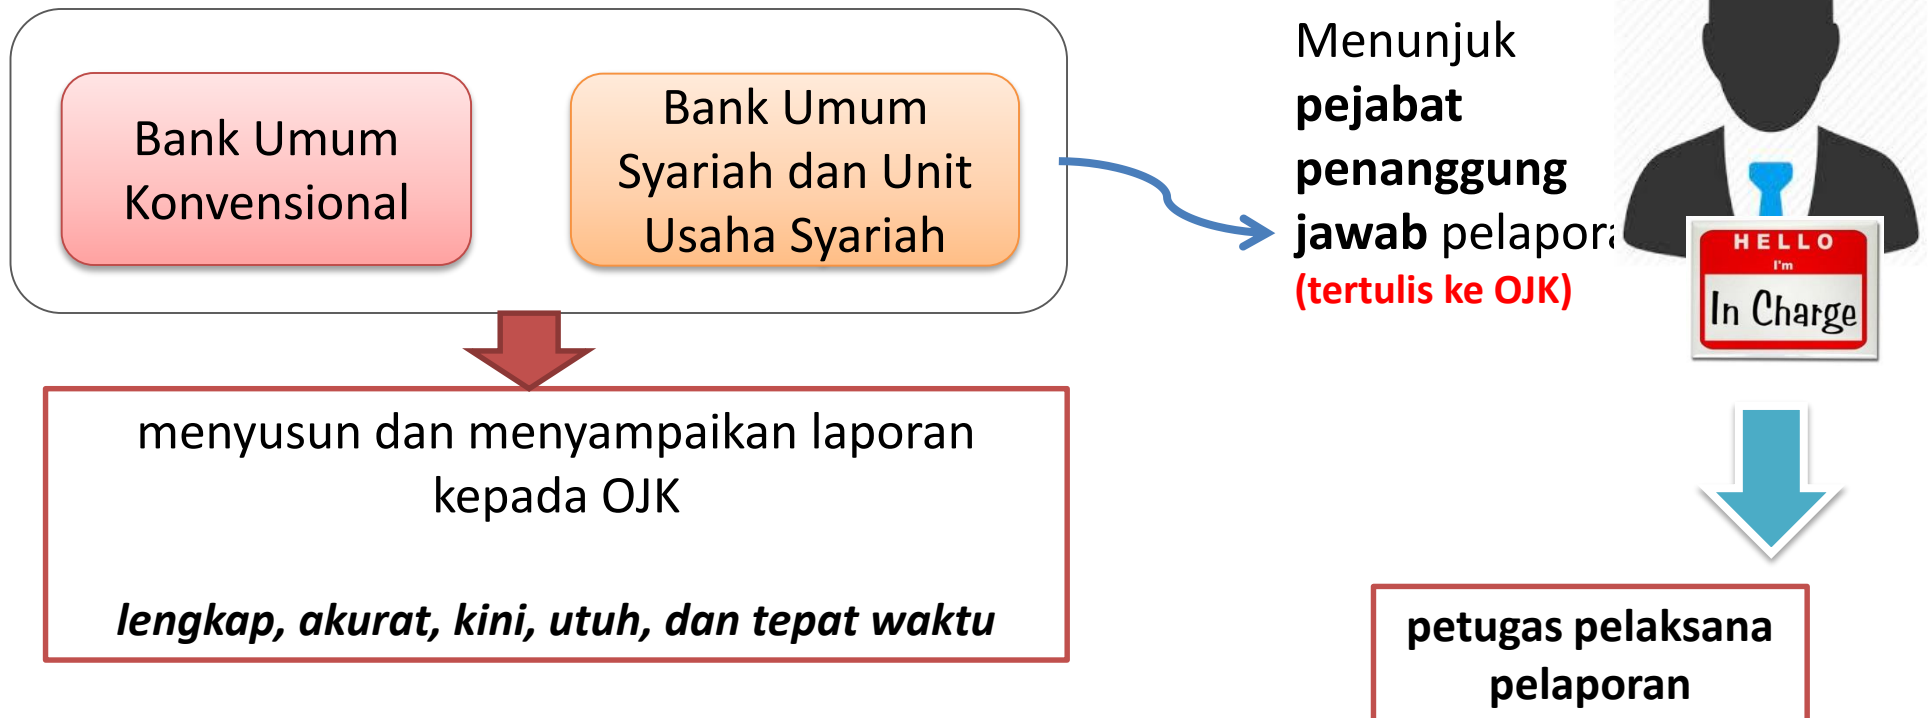 Bank Umum
Konvensional
Bank Umum
Syariah dan Unit
Usaha Syariah
Menunjuk
pejabat
penanggung
jawab pelapora
(tertulis ke OJK)
HELLO
I'm
In Charge
menyusun dan menyampaikan laporan
kepada OJK
lengkap, akurat, kini, utuh, dan tepat waktu
petugas pelaksana
pelaporan